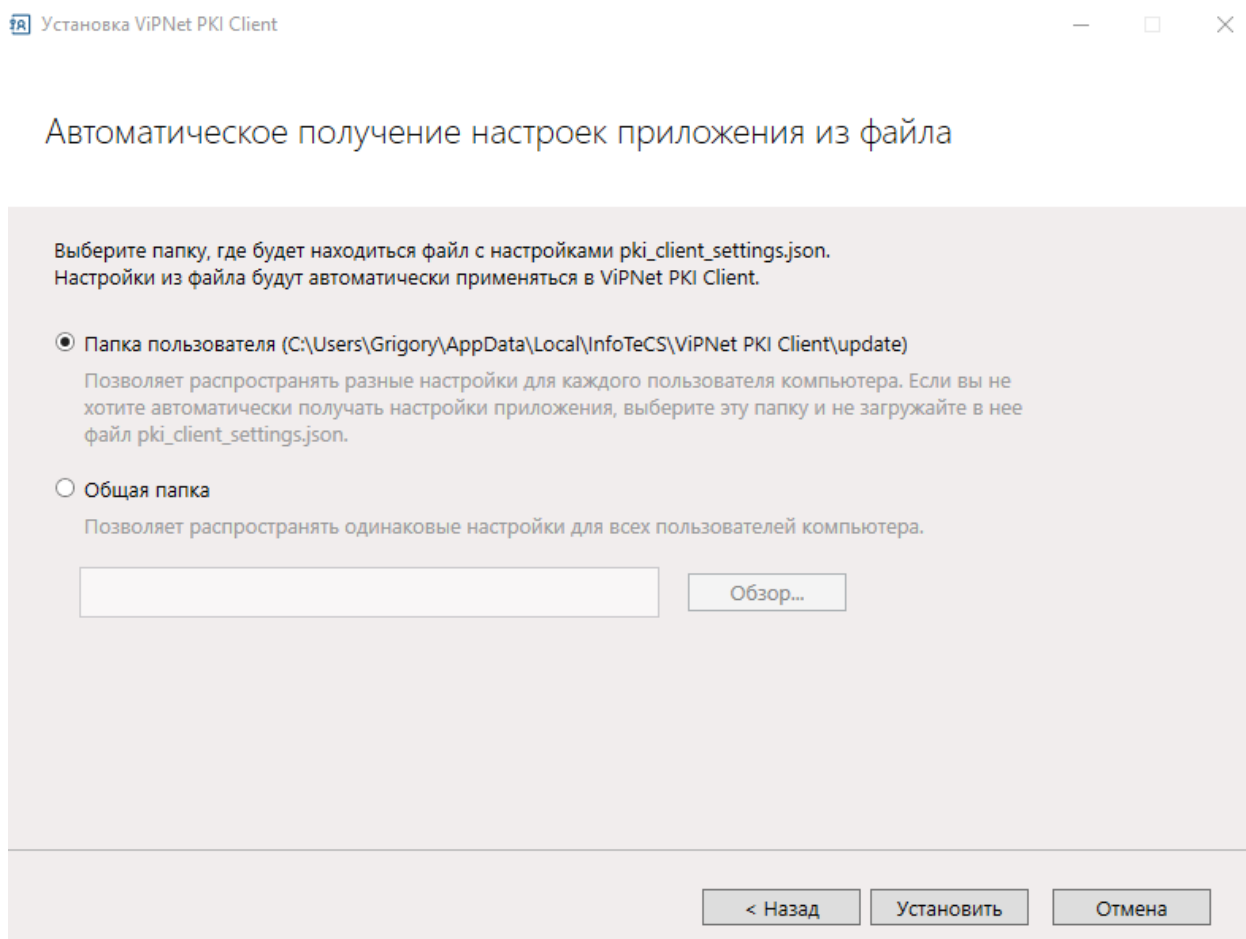 Установка ViPNet PKI Client
Автоматическое получение настроек приложения из файла
Выберите папку, где будет находиться файл с настройками pki_client_settings.json.
Настройки из файла будут автоматически применяться в ViPNet PKI Client.
Папка пользователя (C:\Users\Grigory\AppData\Local\InfoTeCS\ViPNet PKI Client\update)
Позволяет распространять разные настройки для каждого пользователя компьютера. Если вы не
хотите автоматически получать настройки приложения, выберите эту папку и не загружайте в нее
файл pki_client_settings.json.
Общая папка
Позволяет распространять одинаковые настройки для всех пользователей компьютера.
Обзор...
< Назад
Установить
Отмена